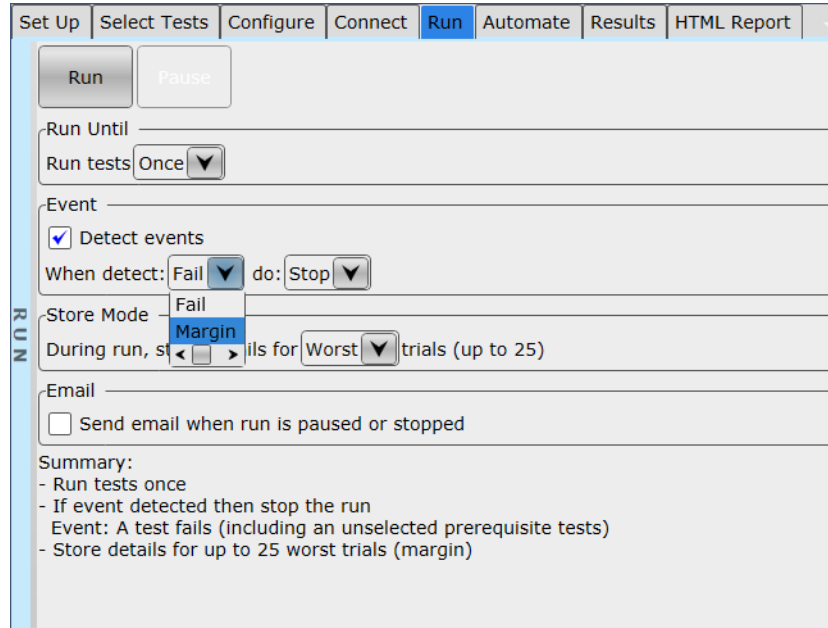 Set Up Select Tests Configure Connect Run Automate Results HTML Report
RUN
Run Pause
Run Until
Run tests Once
Event
Detect events
When detect: Fail do: Stop
Fail
Margin
Store Mode
During run, st ils for Worst trials (up to 25)
Email
Send email when run is paused or stopped
Summary:
- Run tests once
- If event detected then stop the run
Event: A test fails (including an unselected prerequisite tests)
- Store details for up to 25 worst trials (margin)